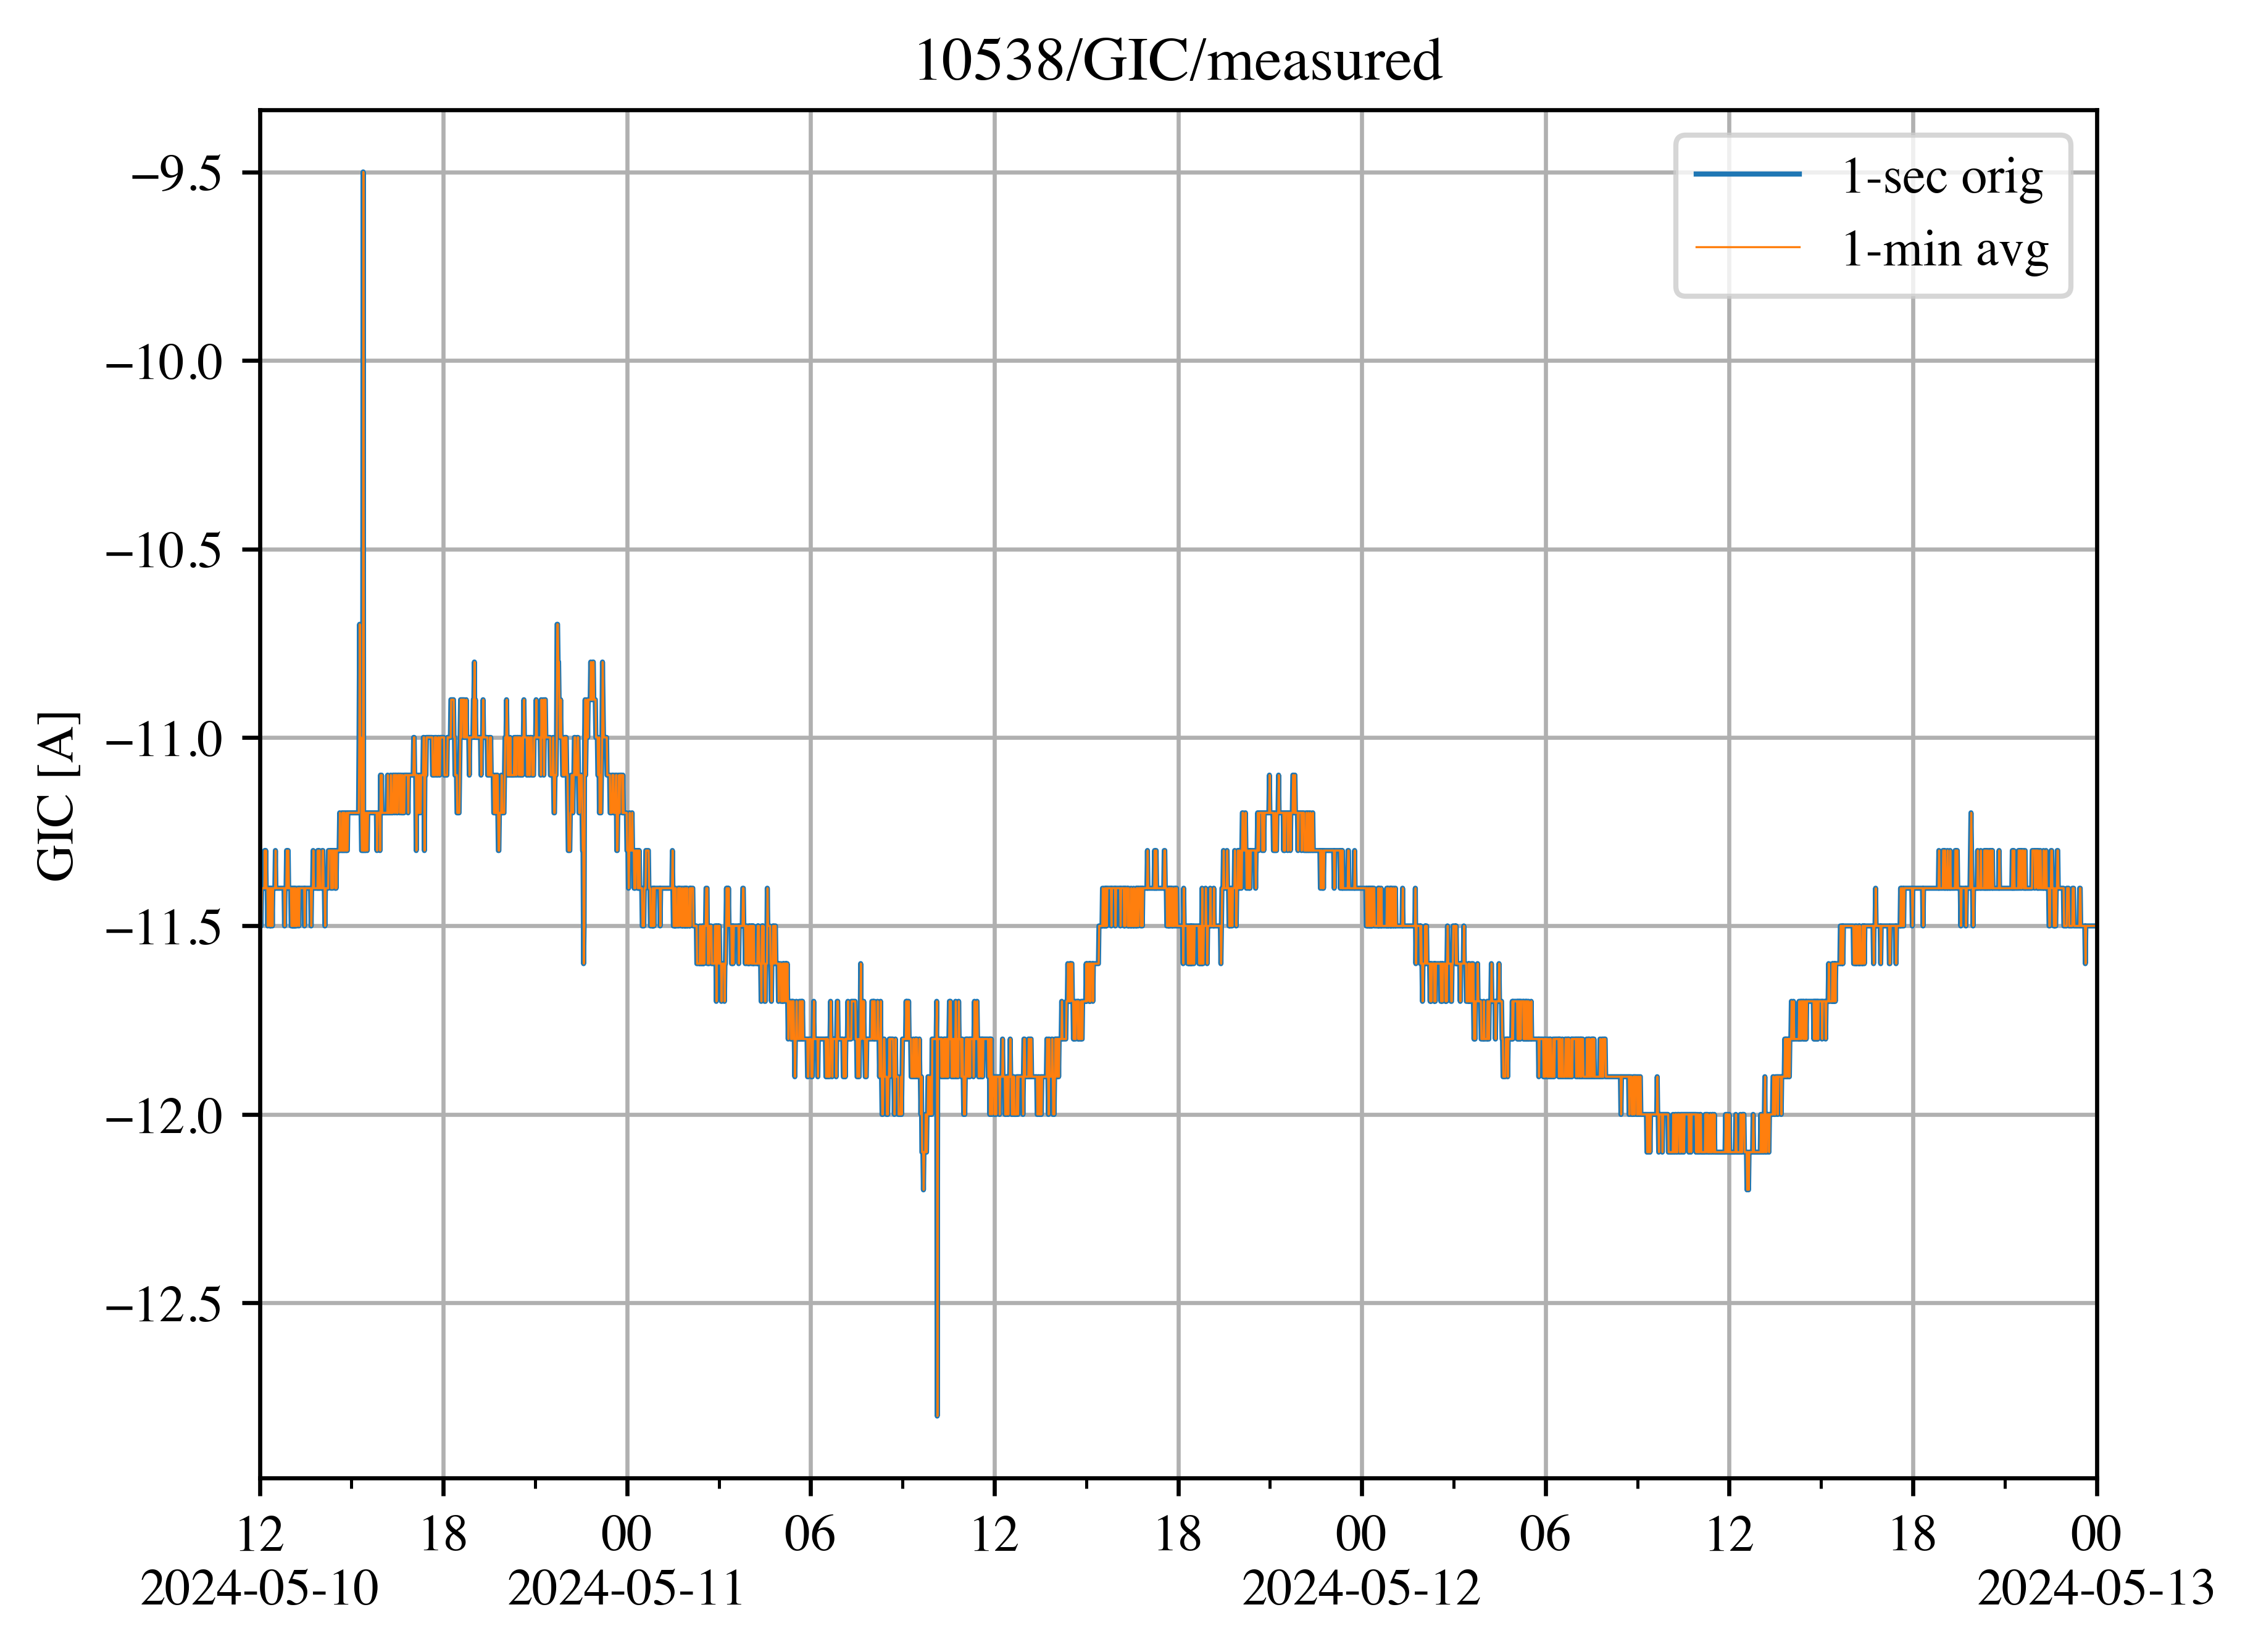 10538/GIC/measured
1-sec orig
1-min avg
GIC [A]
−9.5
−10.0
−10.5
−11.0
−11.5
−12.0
−12.5
12 18 00 06 12 18 00 06 12 18 00
2024-05-10 2024-05-11 2024-05-12 2024-05-13